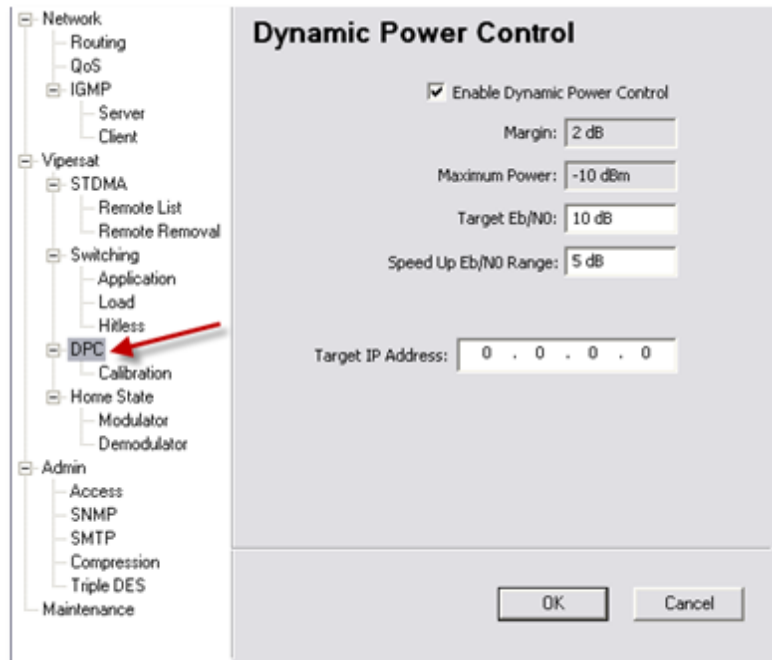 Network
Routing
QoS
IGMP
Server
Client
Vipersat
STDMA
Remote List
Remote Removal
Switching
Application
Load
Hitless
DPC
Calibration
Home State
Modulator
Demodulator
Admin
Access
SNMP
SMTP
Compression
Triple DES
Maintenance
Dynamic Power Control
Enable Dynamic Power Control
Margin: 2 dB
Maximum Power: -10 dBm
Target Eb/N0: 10 dB
Speed Up Eb/N0 Range: 5 dB
Target IP Address: 0 . 0 . 0 . 0
OK Cancel